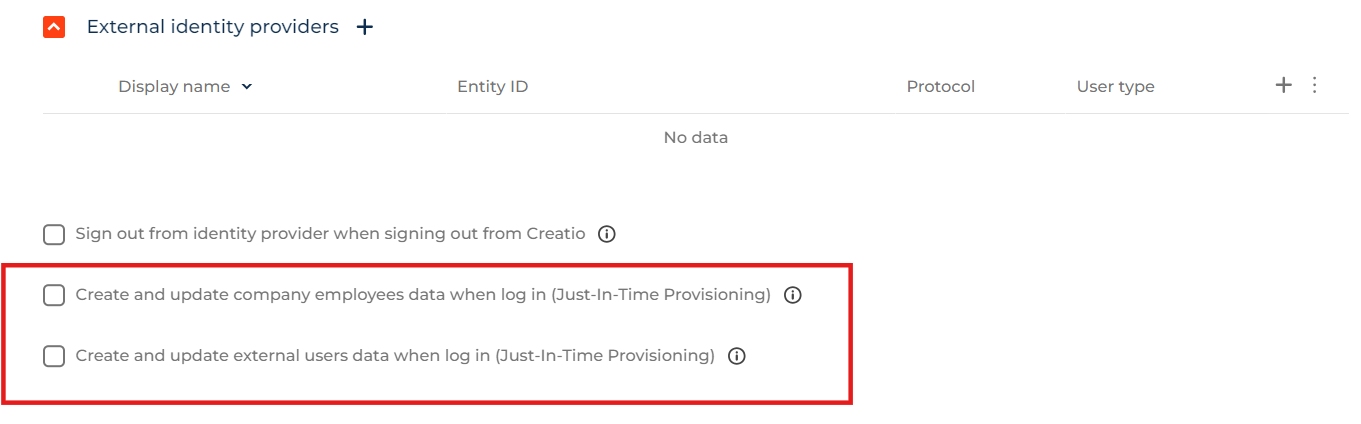 External identity providers
Display name Entity ID Protocol User type
No data
Sign out from identity provider when signing out from Creatio
Create and update company employees data when log in (Just-In-Time Provisioning)
Create and update external users data when log in (Just-In-Time Provisioning)